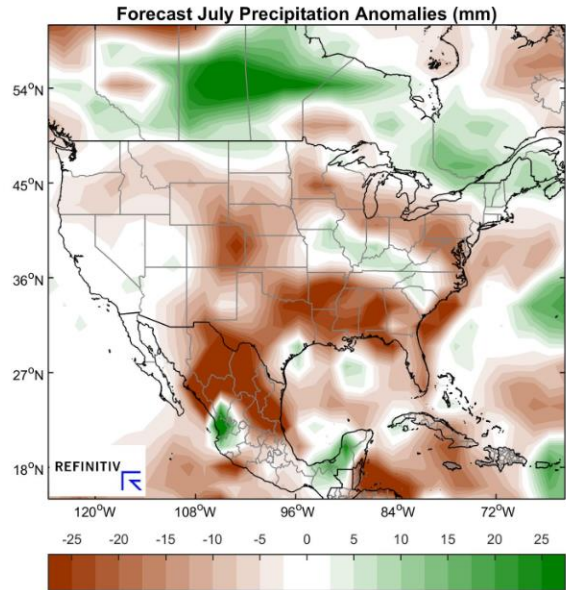 Forecast July Precipitation Anomalies (mm)
54°N
45°N
36°N
27°N
18°N
REFINITIV
120°W 108°W 96°W 84°W 72°W
-25 -20 -15 -10 -5 0 5 10 15 20 25